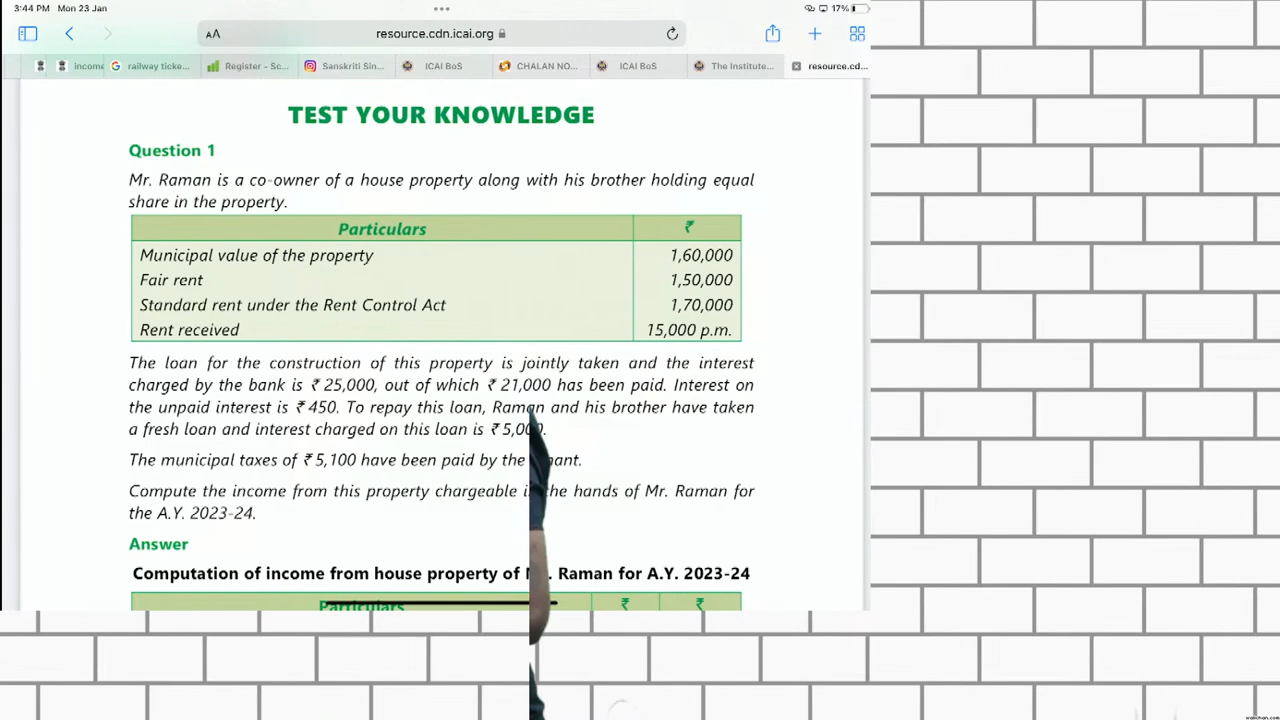 3:44 PM Mon 23 Jan
17%
AA
resource.cdn.icai.org
income
railway ticke...
Register - Sc...
Sanskriti Sin...
ICAI BoS
CHALAN NO...
ICAI BoS
The Institute...
resource.cd...
TEST YOUR KNOWLEDGE
Question 1
Mr. Raman is a co-owner of a house property along with his brother holding equal
share in the property.
Particulars ₹
Municipal value of the property 1,60,000
Fair rent 1,50,000
Standard rent under the Rent Control Act 1,70,000
Rent received 15,000 p.m.
The loan for the construction of this property is jointly taken and the interest
charged by the bank is ₹ 25,000, out of which ₹ 21,000 has been paid. Interest on
the unpaid interest is ₹ 450. To repay this loan, Raman and his brother have taken
a fresh loan and interest charged on this loan is ₹ 5,000.
The municipal taxes of ₹ 5,100 have been paid by the
Compute the income from this property chargeable in the hands of Mr. Raman for
the A.Y. 2023-24.
Answer
Computation of income from house property of Mr. Raman for A.Y. 2023-24
Particulars ₹ ₹